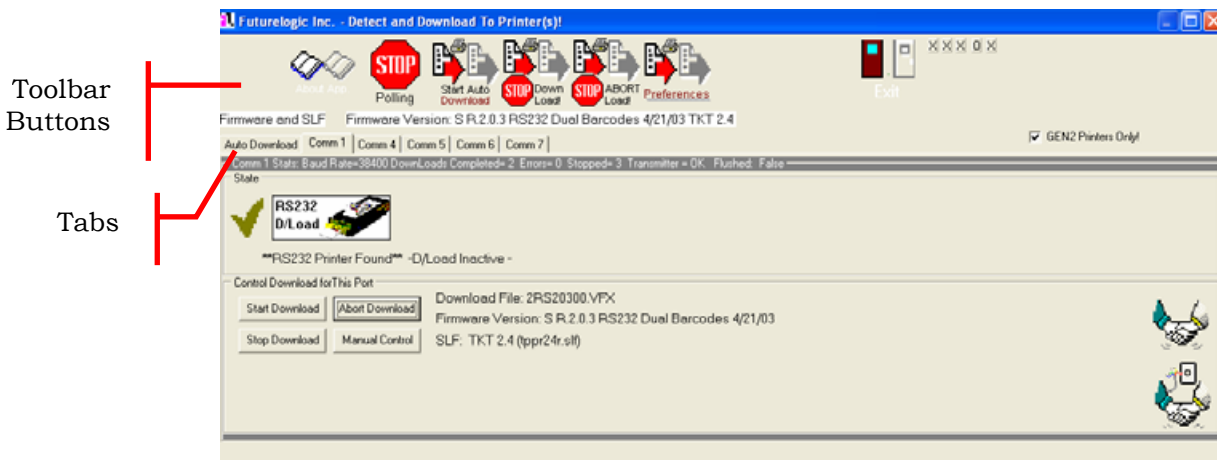 Futurelogic Inc. - Detect and Download To Printer(s)!
Toolbar
Buttons
About App
STOP
Polling
Start Auto
Download
STOP Down
Load!
STOP ABORT
Load!
Preferences
Exit
X X X 0 X
Firmware and SLF Firmware Version: S R.2.0.3 RS232 Dual Barcodes 4/21/03 TKT 2.4
GEN2 Printers Only!
Auto Download Comm 1 Comm 4 Comm 5 Comm 6 Comm 7
Comm 1 Stats: Baud Rate=38400 DownLoads Completed= 2 Errors= 0 Stopped= 3 Transmitter = OK Flushed: False
State
Tabs
RS232
D/Load
**RS232 Printer Found** -D/Load Inactive -
Control Download forThis Port
Start Download Abort Download Download File: 2RS20300.VFX
Firmware Version: S R.2.0.3 RS232 Dual Barcodes 4/21/03
Stop Download Manual Control SLF: TKT 2.4 (tppr24r.slf)